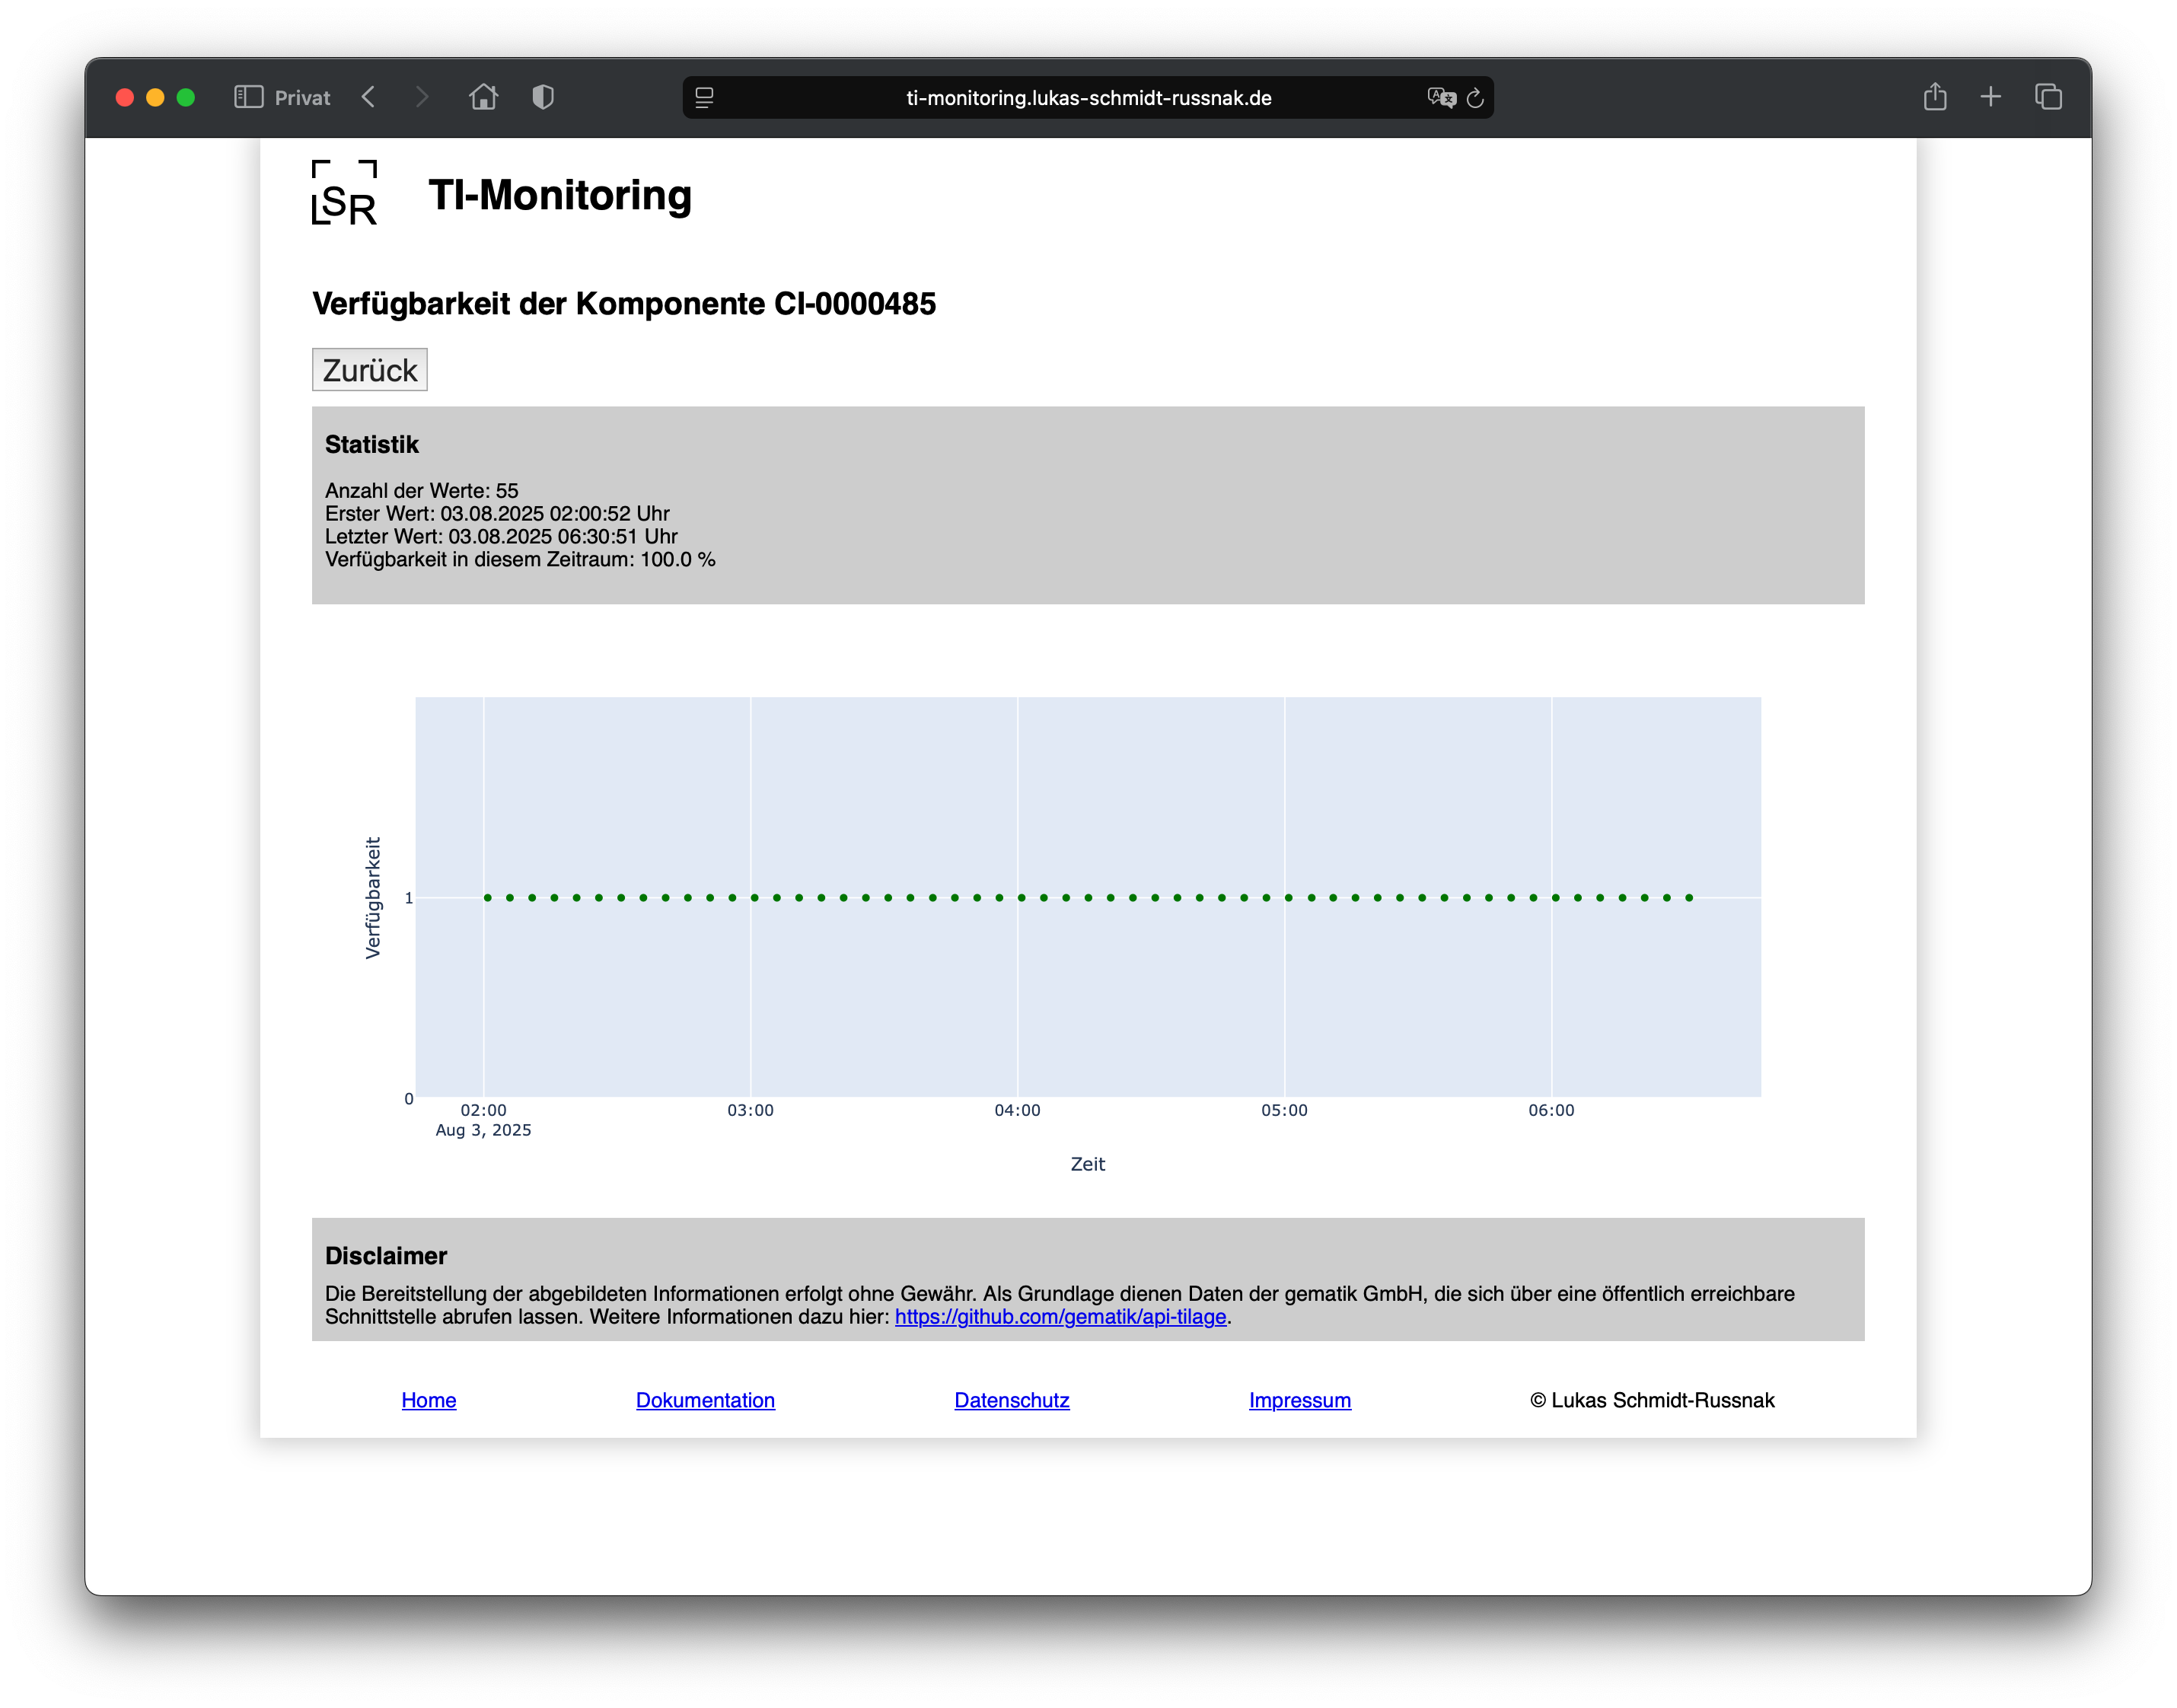 Privat
ti-monitoring.lukas-schmidt-russnak.de
LSR
TI-Monitoring
Verfügbarkeit der Komponente CI-0000485
Zurück
Statistik
Anzahl der Werte: 55
Erster Wert: 03.08.2025 02:00:52 Uhr
Letzter Wert: 03.08.2025 06:30:51 Uhr
Verfügbarkeit in diesem Zeitraum: 100.0 %
Verfügbarkeit
1
0
02:00 03:00 04:00 05:00 06:00
Aug 3, 2025
Zeit
Disclaimer
Die Bereitstellung der abgebildeten Informationen erfolgt ohne Gewähr. Als Grundlage dienen Daten der gematik GmbH, die sich über eine öffentlich erreichbare
Schnittstelle abrufen lassen. Weitere Informationen dazu hier: https://github.com/gematik/api-tilage.
Home Dokumentation Datenschutz Impressum © Lukas Schmidt-Russnak